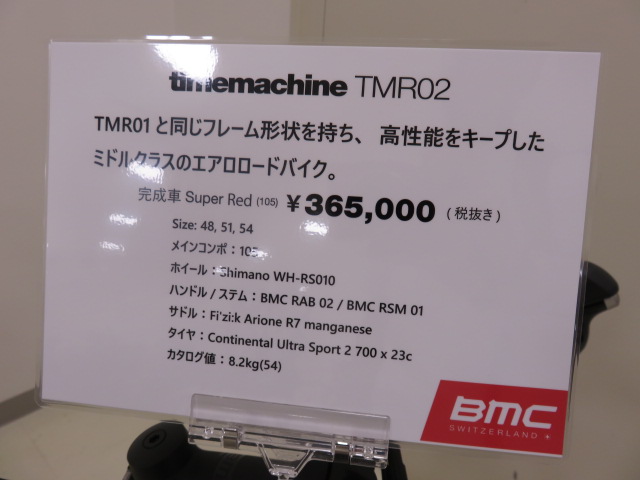 timemachine TMR02
TMR01と同じフレーム形状を持ち、高性能をキープした
ミドルクラスのエアロロードバイク。
完成車 Super Red (105) ¥365,000 (税抜き)
Size: 48, 51, 54
メインコンポ：105
ホイール：Shimano WH-RS010
ハンドル / ステム：BMC RAB 02 / BMC RSM 01
サドル：Fi'zi:k Arione R7 manganese
タイヤ：Continental Ultra Sport 2 700 x 23c
カタログ値：8.2kg(54)
BMC
SWITZERLAND